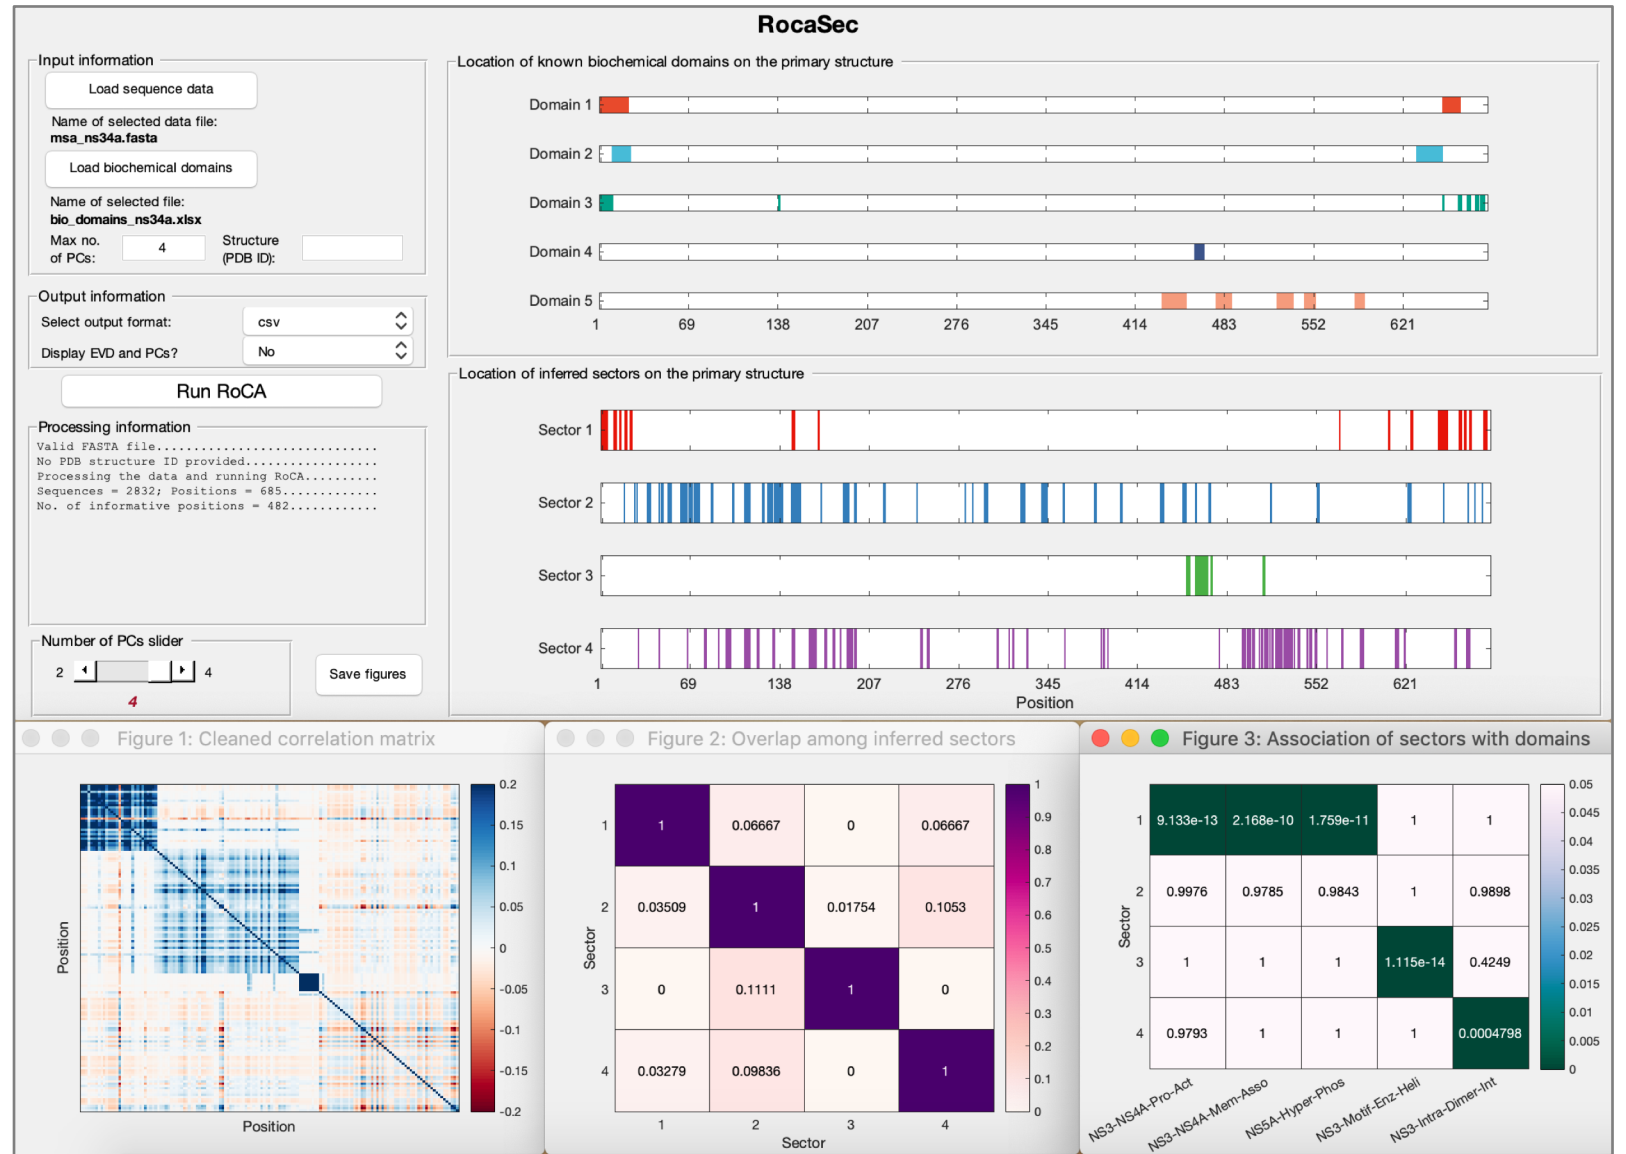 RocaSec
Input information
Load sequence data
Name of selected data file:
msa_ns34a.fasta
Load biochemical domains
Name of selected file:
bio_domains_ns34a.xlsx
Max no. of PCs: 4 Structure (PDB ID):
Output information
Select output format: csv
Display EVD and PCs? No
Run RoCA
Processing information
Valid FASTA file............................
No PDB structure ID provided.................
Processing the data and running RoCA..........
Sequences = 2832; Positions = 685.............
No. of informative positions = 482............
Number of PCs slider
2 4
4
Save figures
Location of known biochemical domains on the primary structure
Domain 1
Domain 2
Domain 3
Domain 4
Domain 5
1 69 138 207 276 345 414 483 552 621
Location of inferred sectors on the primary structure
Sector 1
Sector 2
Sector 3
Sector 4
1 69 138 207 276 345 414 483 552 621
Position
Figure 1: Cleaned correlation matrix
0.2
0.15
0.1
0.05
0
-0.05
-0.1
-0.15
-0.2
Position
Position
Figure 2: Overlap among inferred sectors
1 1 0.06667 0 0.06667
2 0.03509 1 0.01754 0.1053
3 0 0.1111 1 0
4 0.03279 0.09836 0 1
1 2 3 4
Sector
Sector
1
0.9
0.8
0.7
0.6
0.5
0.4
0.3
0.2
0.1
0
Figure 3: Association of sectors with domains
1 9.133e-13 2.168e-10 1.759e-11 1 1
2 0.9976 0.9785 0.9843 1 0.9898
3 1 1 1 1.115e-14 0.4249
4 0.9793 1 1 1 0.0004798
Sector
NS3-NS4A-Pro-Act
NS3-NS4A-Mem-Asso
NS5A-Hyper-Phos
NS3-Motif-Enz-Heli
NS3-Intra-Dimer-Int
0.05
0.045
0.04
0.035
0.03
0.025
0.02
0.015
0.01
0.005
0